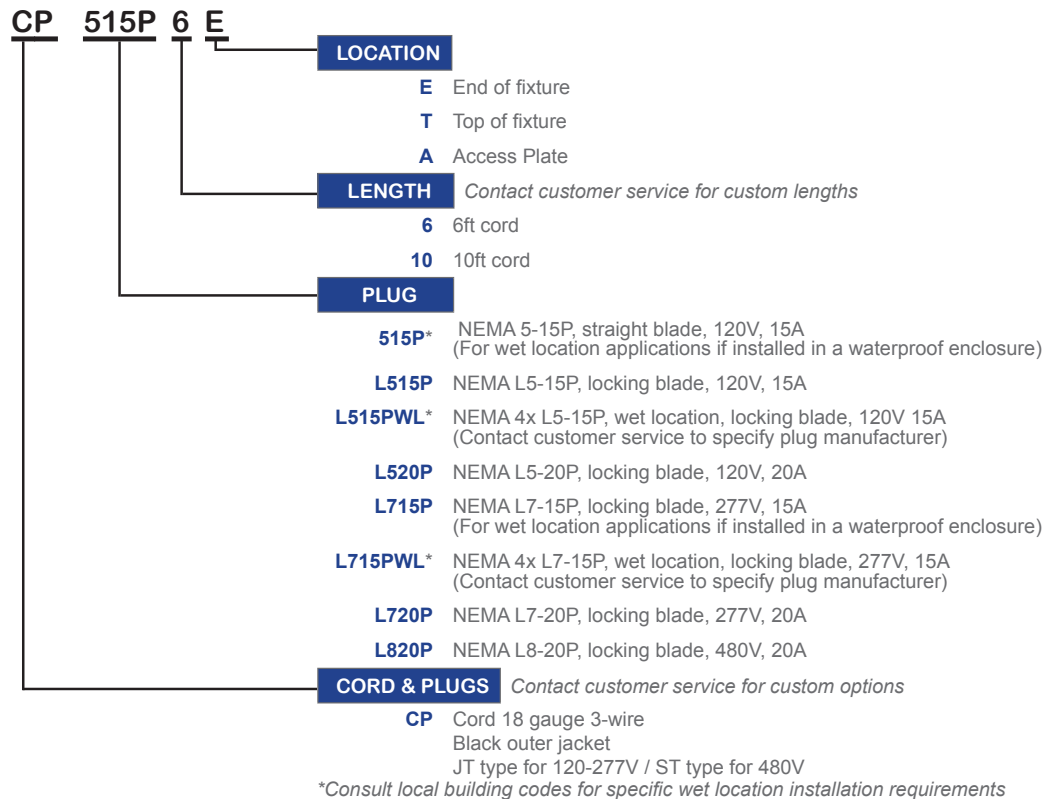 CP 515P 6 E
LOCATION
E End of fixture
T Top of fixture
A Access Plate
LENGTH Contact customer service for custom lengths
6 6ft cord
10 10ft cord
PLUG
515P* NEMA 5-15P, straight blade, 120V, 15A
(For wet location applications if installed in a waterproof enclosure)
L515P NEMA L5-15P, locking blade, 120V, 15A
L515PWL* NEMA 4x L5-15P, wet location, locking blade, 120V 15A
(Contact customer service to specify plug manufacturer)
L520P NEMA L5-20P, locking blade, 120V, 20A
L715P NEMA L7-15P, locking blade, 277V, 15A
(For wet location applications if installed in a waterproof enclosure)
L715PWL* NEMA 4x L7-15P, wet location, locking blade, 277V, 15A
(Contact customer service to specify plug manufacturer)
L720P NEMA L7-20P, locking blade, 277V, 20A
L820P NEMA L8-20P, locking blade, 480V, 20A
CORD & PLUGS Contact customer service for custom options
CP Cord 18 gauge 3-wire
Black outer jacket
JT type for 120-277V / ST type for 480V
*Consult local building codes for specific wet location installation requirements